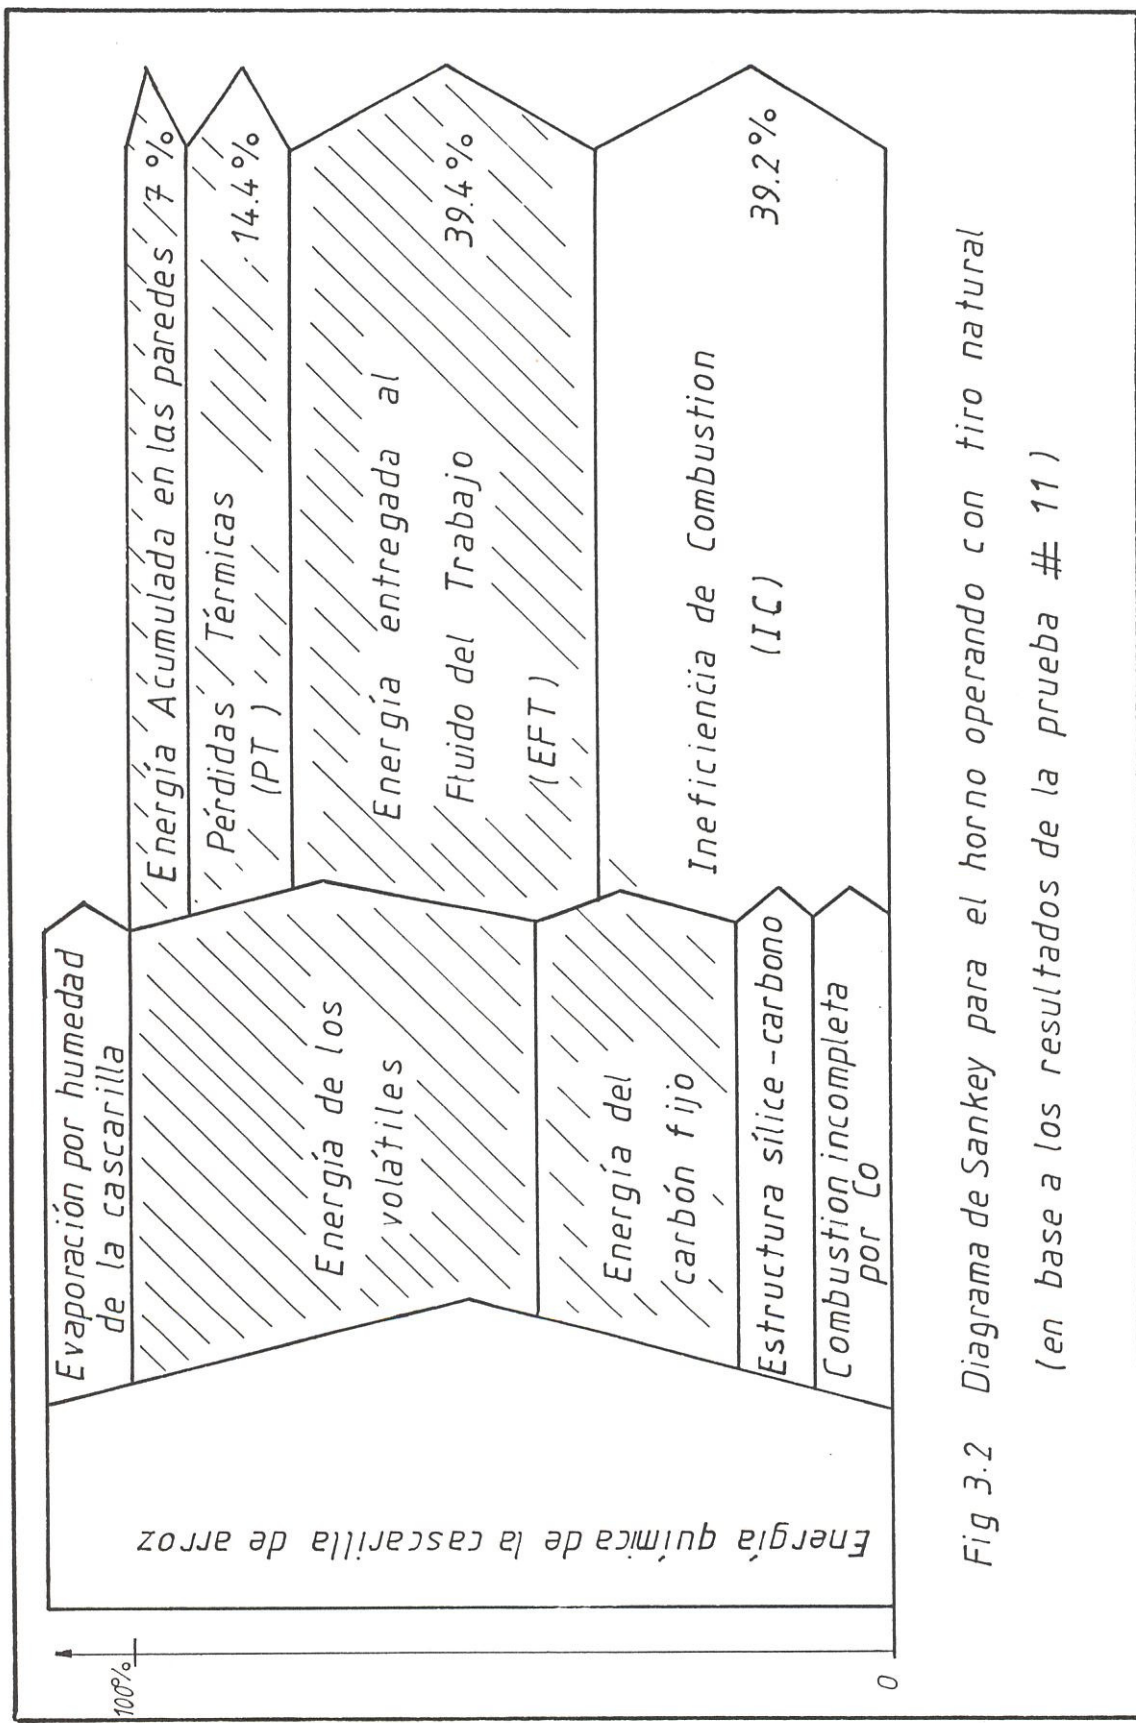 100%
0
Energía química de la cascarilla de arroz
Evaporación por humedad
de la cascarilla
Energía de los
volátiles
Energía del
carbón fijo
Estructura sílice-carbono
Combustion incompleta
por Co
Energía Acumulada en las paredes 7 %
Pérdidas Térmicas
(PT) 14.4%
Energía entregada al
Fluido del Trabajo 39.4%
(EFT)
Ineficiencia de Combustion
(IC) 39.2%
Fig 3.2 Diagrama de Sankey para el horno operando con tiro natural
(en base a los resultados de la prueba # 11)